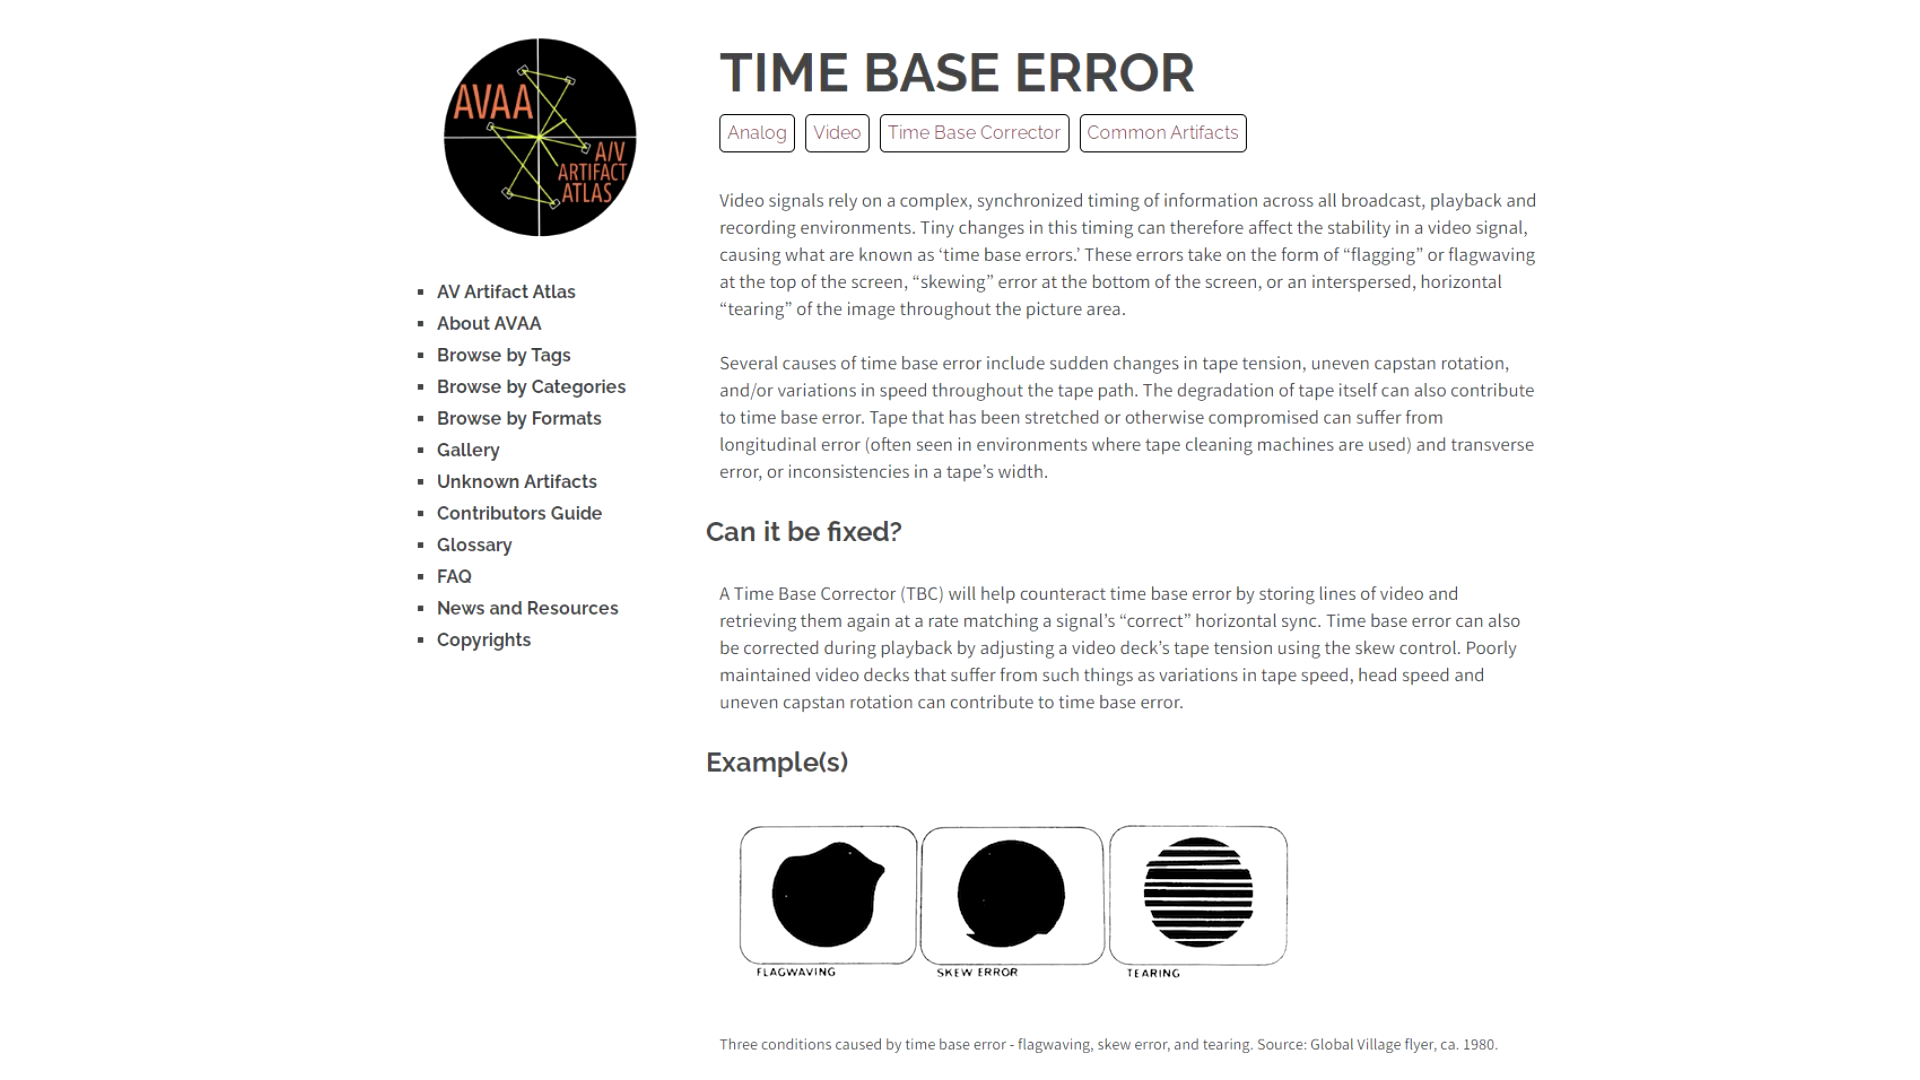 AVAA
A/V
ARTIFACT
ATLAS
AV Artifact Atlas
About AVAA
Browse by Tags
Browse by Categories
Browse by Formats
Gallery
Unknown Artifacts
Contributors Guide
Glossary
FAQ
News and Resources
Copyrights
TIME BASE ERROR
Analog Video Time Base Corrector Common Artifacts
Video signals rely on a complex, synchronized timing of information across all broadcast, playback and
recording environments. Tiny changes in this timing can therefore affect the stability in a video signal,
causing what are known as ‘time base errors.’ These errors take on the form of “flagging” or flagwaving
at the top of the screen, “skewing” error at the bottom of the screen, or an interspersed, horizontal
“tearing” of the image throughout the picture area.
Several causes of time base error include sudden changes in tape tension, uneven capstan rotation,
and/or variations in speed throughout the tape path. The degradation of tape itself can also contribute
to time base error. Tape that has been stretched or otherwise compromised can suffer from
longitudinal error (often seen in environments where tape cleaning machines are used) and transverse
error, or inconsistencies in a tape’s width.
Can it be fixed?
A Time Base Corrector (TBC) will help counteract time base error by storing lines of video and
retrieving them again at a rate matching a signal’s “correct” horizontal sync. Time base error can also
be corrected during playback by adjusting a video deck’s tape tension using the skew control. Poorly
maintained video decks that suffer from such things as variations in tape speed, head speed and
uneven capstan rotation can contribute to time base error.
Example(s)
FLAGWAVING SKEW ERROR TEARING
Three conditions caused by time base error - flagwaving, skew error, and tearing. Source: Global Village flyer, ca. 1980.